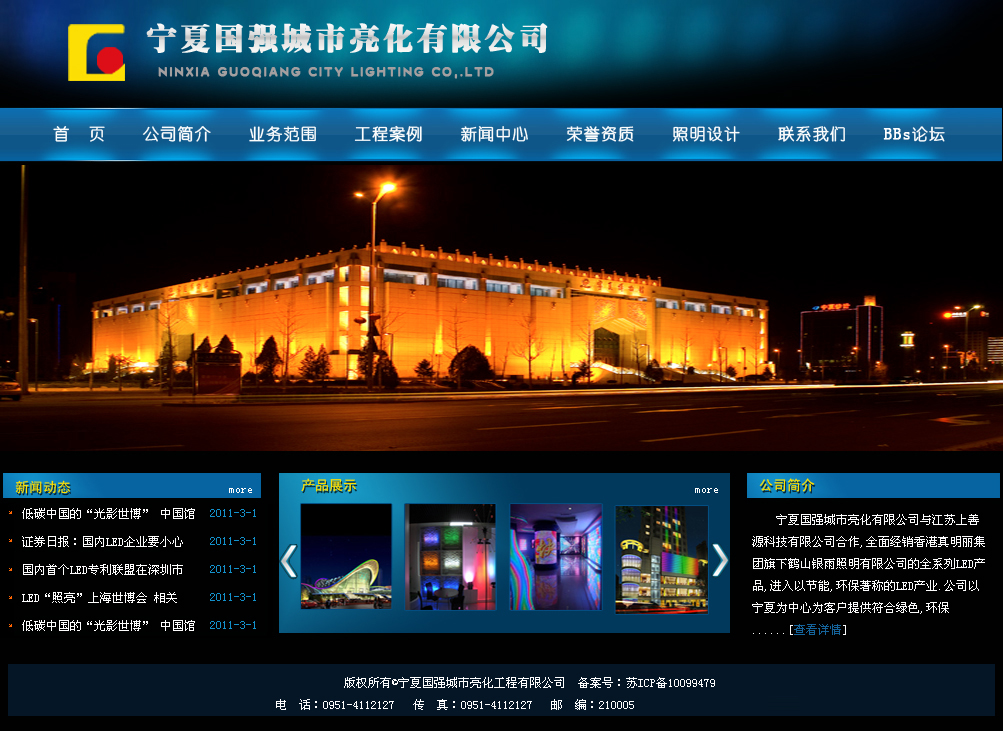 宁夏国强城市亮化有限公司
NINXIA GUOQIANG CITY LIGHTING CO,.LTD
首 页 公司简介 业务范围 工程案例 新闻中心 荣誉资质 照明设计 联系我们 BBs论坛
新闻动态 more
低碳中国的“光影世博” 中国馆 2011-3-1
证券日报：国内LED企业要小心 2011-3-1
国内首个LED专利联盟在深圳市 2011-3-1
LED“照亮”上海世博会 相关 2011-3-1
低碳中国的“光影世博” 中国馆 2011-3-1
产品展示 more
公司简介
宁夏国强城市亮化有限公司与江苏上善
源科技有限公司合作,全面经销香港真明丽集
团旗下鹤山银雨照明有限公司的全系列LED产
品,进入以节能,环保著称的LED产业.公司以
宁夏为中心为客户提供符合绿色,环保
......[查看详情]
版权所有©宁夏国强城市亮化工程有限公司 备案号：苏ICP备10099479
电 话：0951-4112127 传 真：0951-4112127 邮 编：210005